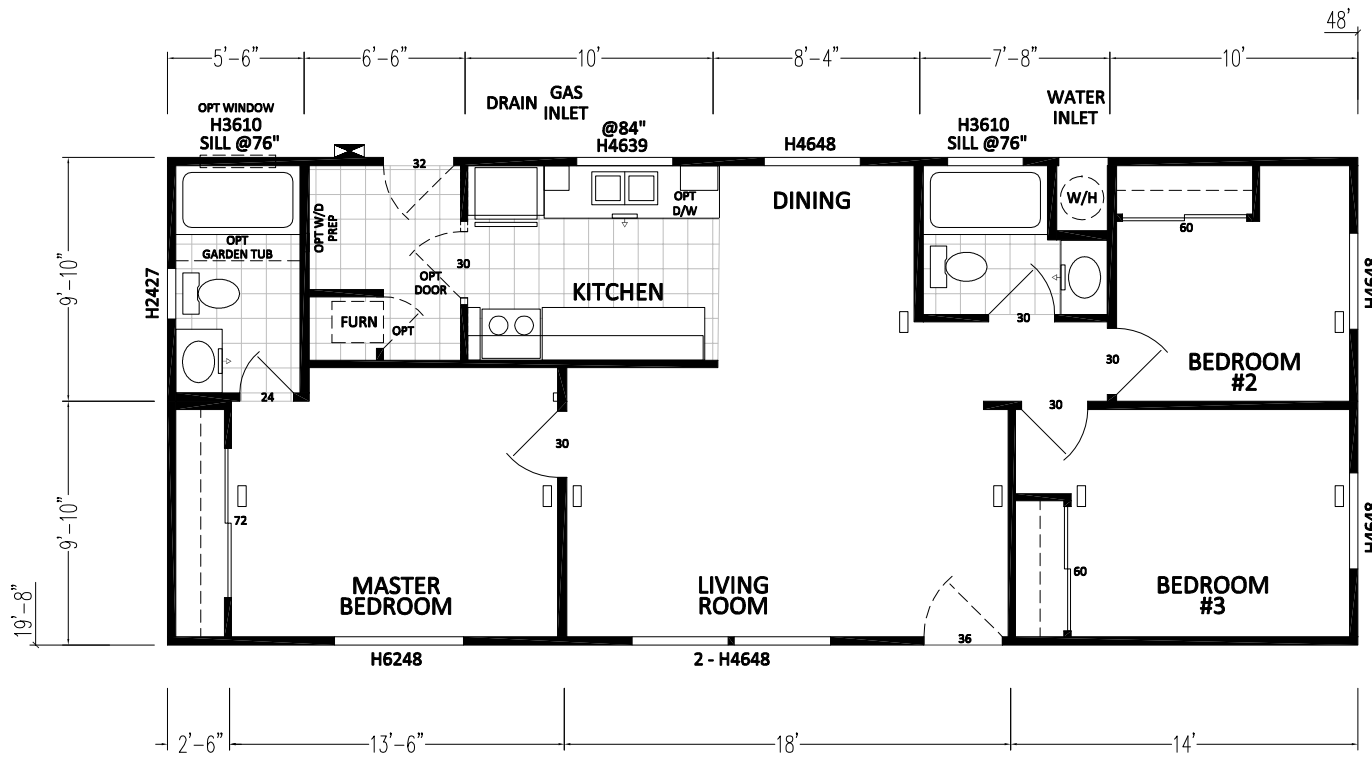 48'
5'-6"
6'-6"
10'
8'-4"
7'-8"
10'
OPT WINDOW
H3610
SILL @76"
DRAIN
GAS
INLET
@84"
H4639
H4648
H3610
SILL @76"
WATER
INLET
32
OPT W/D
PREP
OPT
D/W
DINING
W/H
60
OPT
GARDEN TUB
9'-10"
H2427
30
OPT
DOOR
KITCHEN
H4648
FURN
OPT
30
30
BEDROOM
#2
24
30
30
9'-10"
72
H4648
60
19'-8"
MASTER
BEDROOM
LIVING
ROOM
BEDROOM
#3
36
H6248
2 - H4648
2'-6"
13'-6"
18'
14'